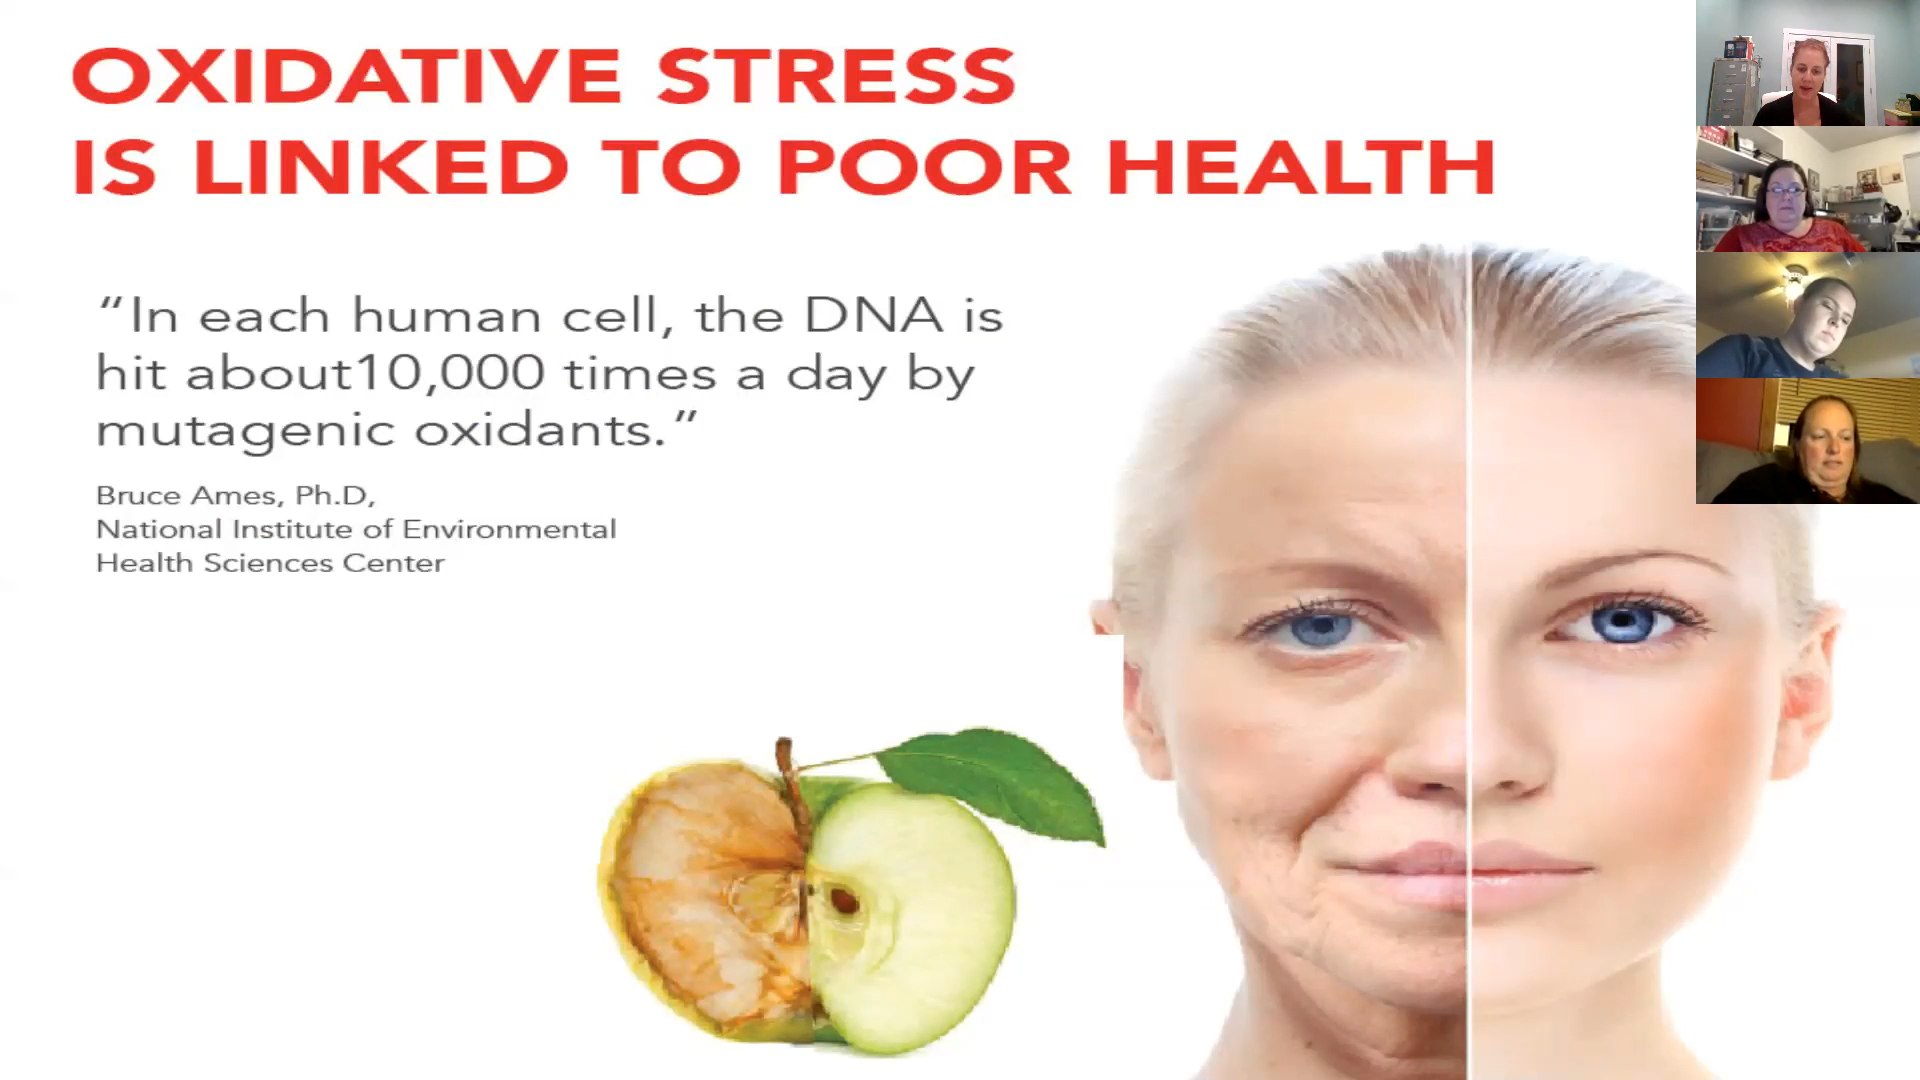 OXIDATIVE STRESS
IS LINKED TO POOR HEALTH
“In each human cell, the DNA is
hit about10,000 times a day by
mutagenic oxidants.”
Bruce Ames, Ph.D,
National Institute of Environmental
Health Sciences Center